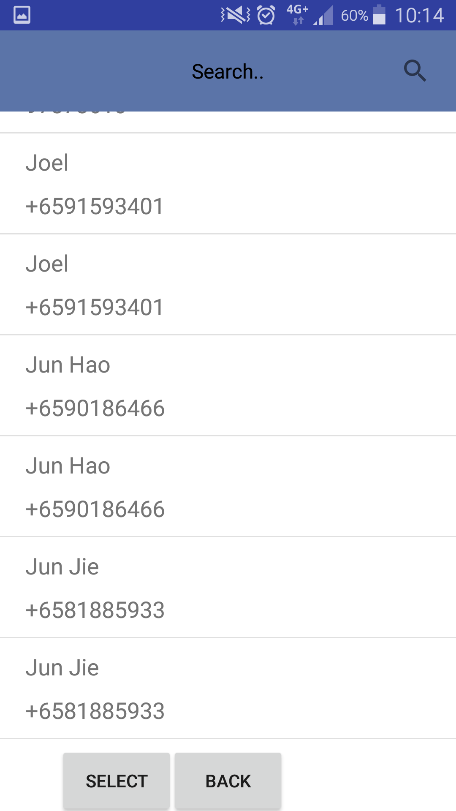 4G+ 60% 10:14
Search..
Joel
+6591593401
Joel
+6591593401
Jun Hao
+6590186466
Jun Hao
+6590186466
Jun Jie
+6581885933
Jun Jie
+6581885933
SELECT BACK